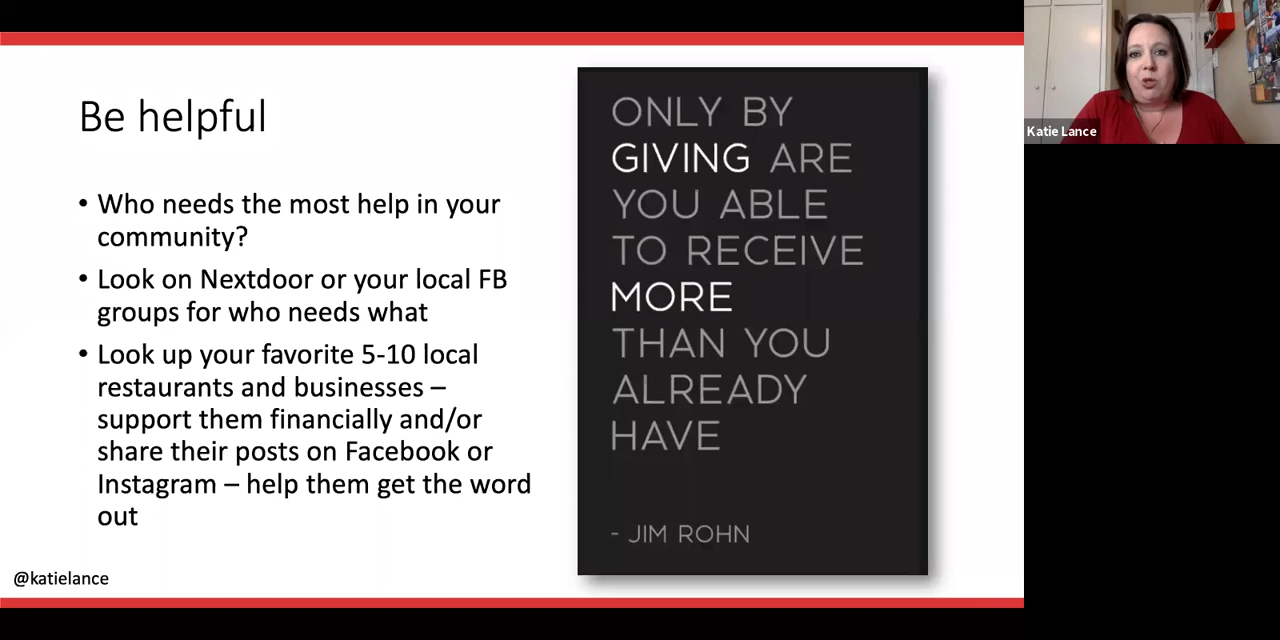 Be helpful
• Who needs the most help in your
community?
• Look on Nextdoor or your local FB
groups for who needs what
• Look up your favorite 5-10 local
restaurants and businesses –
support them financially and/or
share their posts on Facebook or
Instagram – help them get the word
out
@katielance
ONLY BY
GIVING ARE
YOU ABLE
TO RECEIVE
MORE
THAN YOU
ALREADY
HAVE
- JIM ROHN
Katie Lance